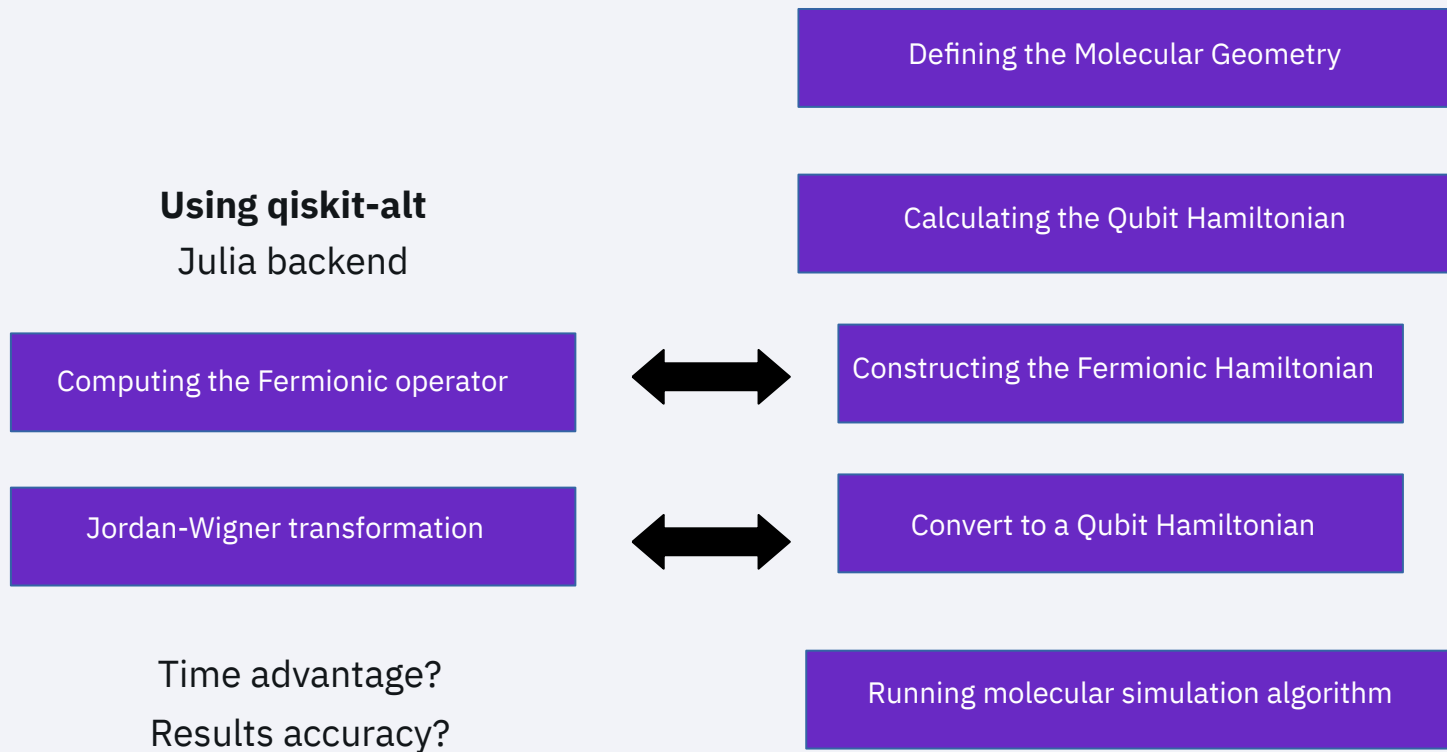 Defining the Molecular Geometry
Using qiskit-alt
Julia backend
Calculating the Qubit Hamiltonian
Computing the Fermionic operator
Constructing the Fermionic Hamiltonian
Jordan-Wigner transformation
Convert to a Qubit Hamiltonian
Time advantage?
Results accuracy?
Running molecular simulation algorithm